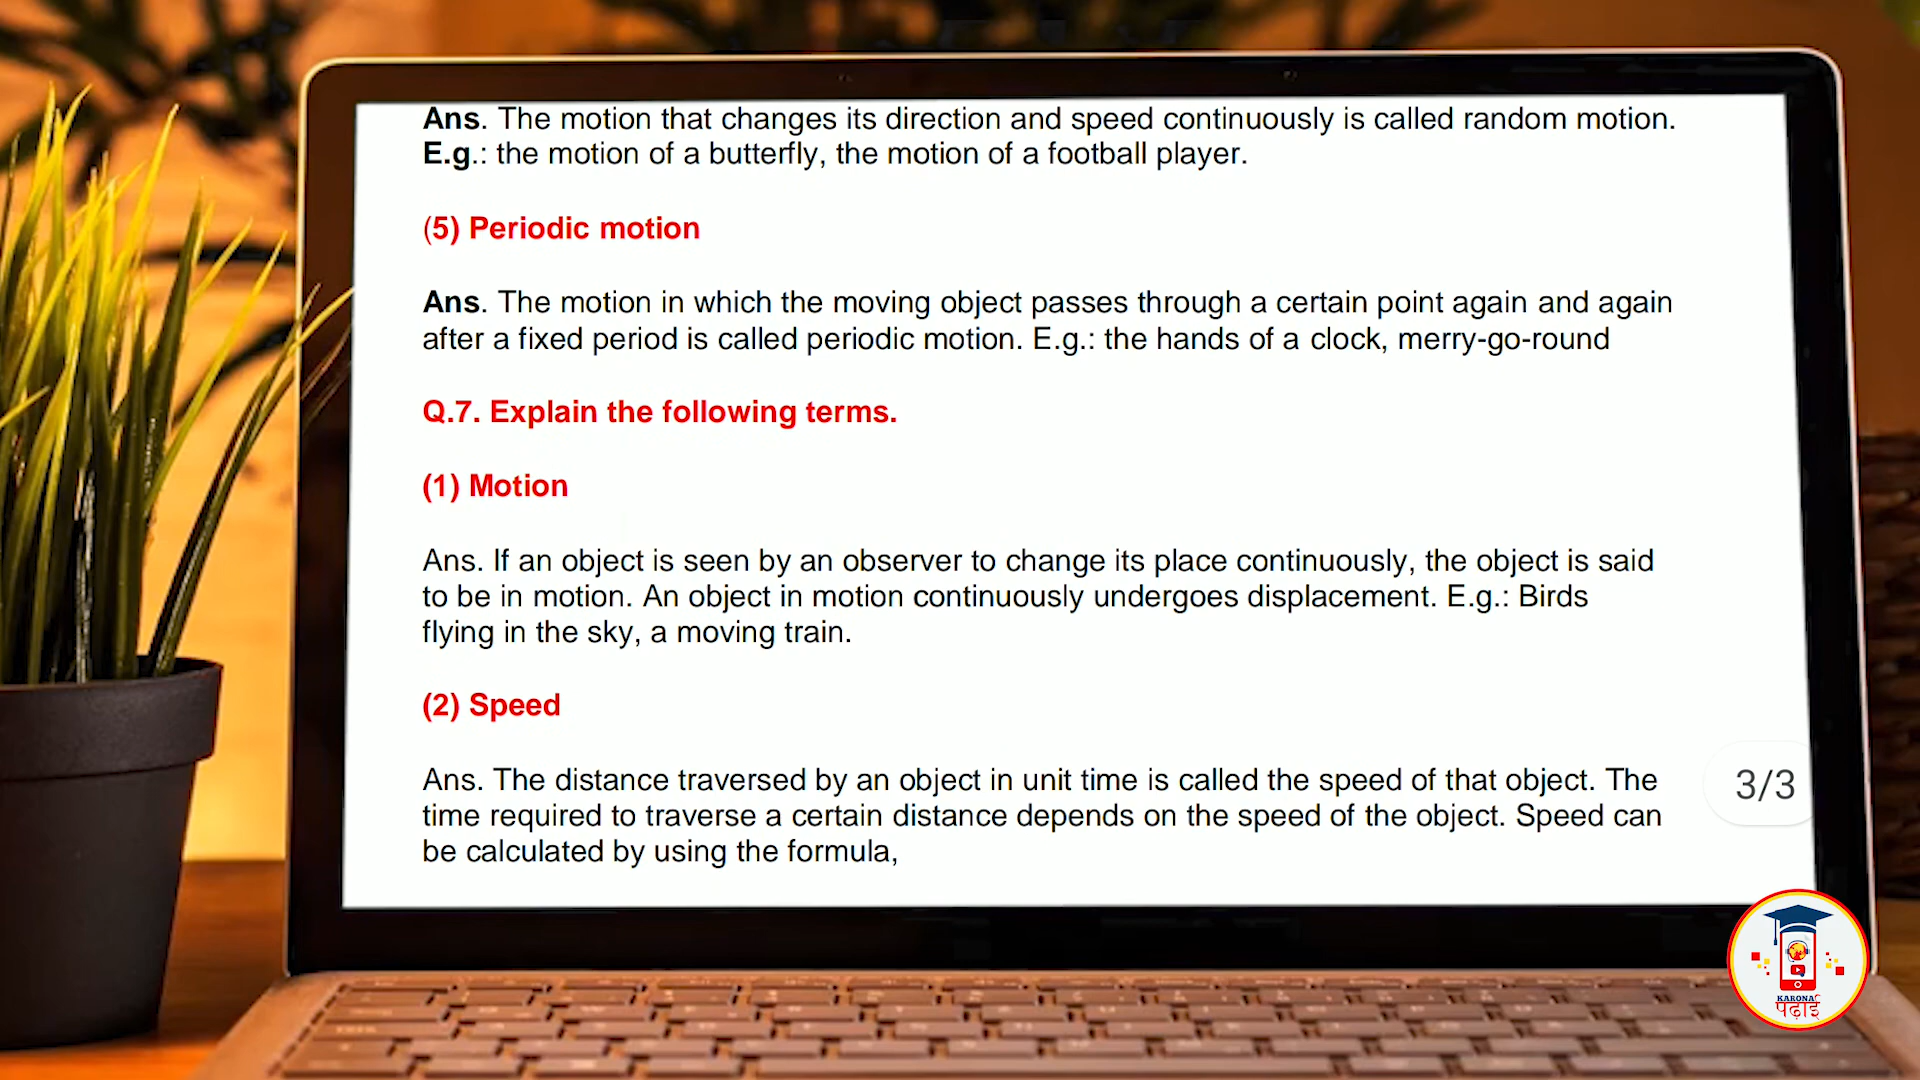 Ans. The motion that changes its direction and speed continuously is called random motion.
E.g.: the motion of a butterfly, the motion of a football player.
(5) Periodic motion
Ans. The motion in which the moving object passes through a certain point again and again
after a fixed period is called periodic motion. E.g.: the hands of a clock, merry-go-round
Q.7. Explain the following terms.
(1) Motion
Ans. If an object is seen by an observer to change its place continuously, the object is said
to be in motion. An object in motion continuously undergoes displacement. E.g.: Birds
flying in the sky, a moving train.
(2) Speed
Ans. The distance traversed by an object in unit time is called the speed of that object. The
time required to traverse a certain distance depends on the speed of the object. Speed can
be calculated by using the formula,
3/3
KARONA
पढ़ाई